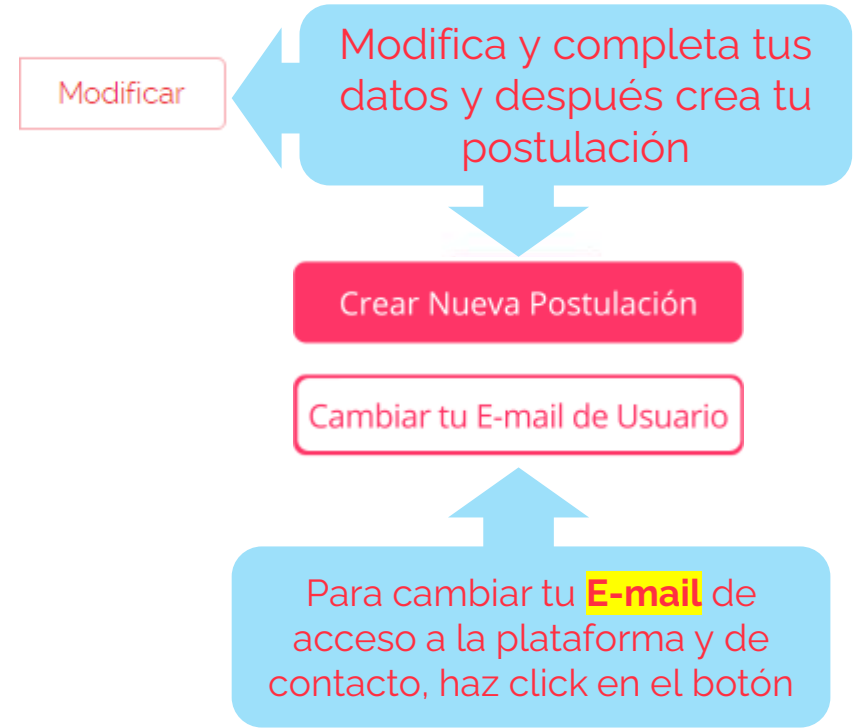 Modificar
Modifica y completa tus
datos y después crea tu
postulación
Crear Nueva Postulación
Cambiar tu E-mail de Usuario
Para cambiar tu E-mail de
acceso a la plataforma y de
contacto, haz click en el botón